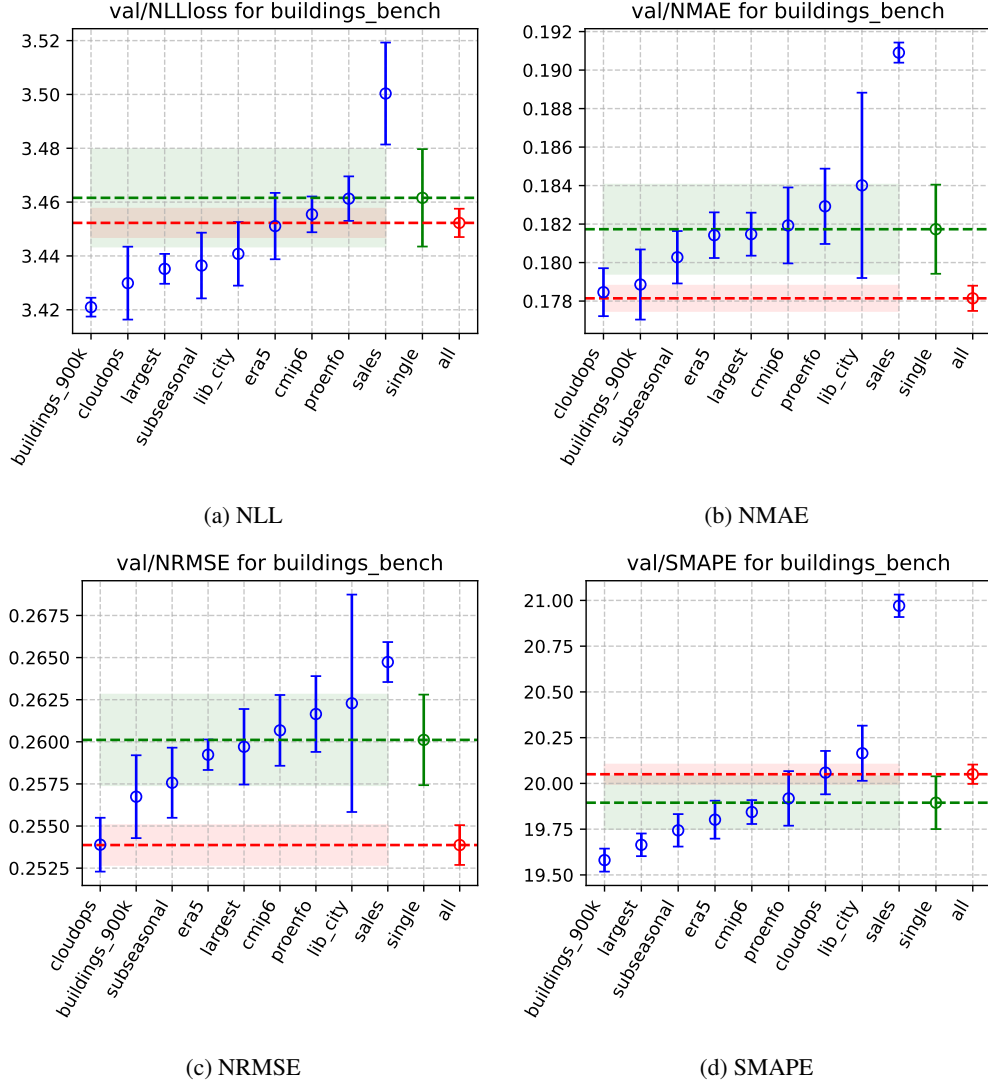 val/NLLloss for buildings_bench
3.52
3.50
3.48
3.46
3.44
3.42
buildings_900k
cloudops
largest
subseasonal
lib_city
era5
cmip6
proenfo
sales
single
all
(a) NLL
val/NMAE for buildings_bench
0.192
0.190
0.188
0.186
0.184
0.182
0.180
0.178
cloudops
buildings_900k
subseasonal
era5
largest
cmip6
proenfo
lib_city
sales
single
all
(b) NMAE
val/NRMSE for buildings_bench
0.2675
0.2650
0.2625
0.2600
0.2575
0.2550
0.2525
cloudops
buildings_900k
subseasonal
era5
largest
cmip6
proenfo
lib_city
sales
single
all
(c) NRMSE
val/SMAPE for buildings_bench
21.00
20.75
20.50
20.25
20.00
19.75
19.50
buildings_900k
largest
subseasonal
era5
cmip6
proenfo
cloudops
lib_city
sales
single
all
(d) SMAPE